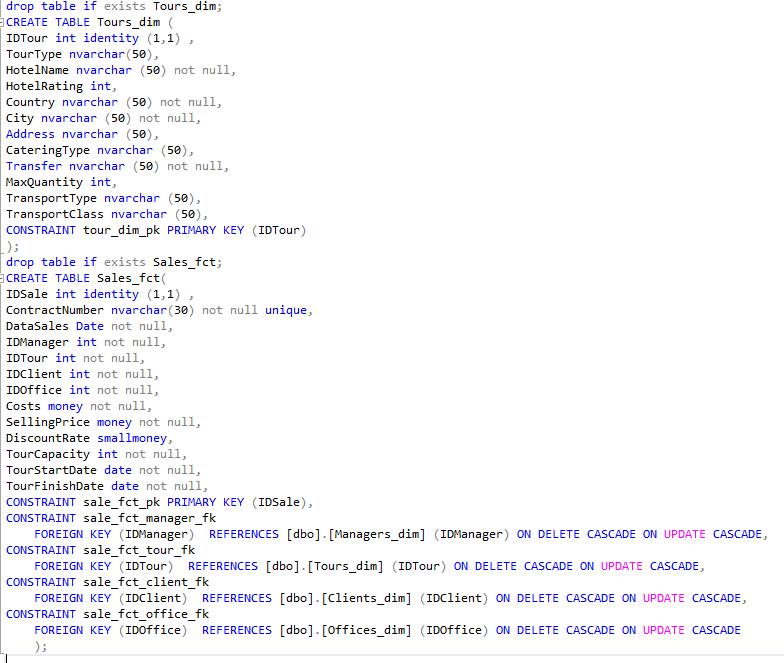 drop table if exists Tours_dim;
CREATE TABLE Tours_dim (
IDTour int identity (1,1) ,
TourType nvarchar(50),
HotelName nvarchar (50) not null,
HotelRating int,
Country nvarchar (50) not null,
City nvarchar (50) not null,
Address nvarchar (50),
CateringType nvarchar (50),
Transfer nvarchar (50) not null,
MaxQuantity int,
TransportType nvarchar (50),
TransportClass nvarchar (50),
CONSTRAINT tour_dim_pk PRIMARY KEY (IDTour)
);
drop table if exists Sales_fct;
CREATE TABLE Sales_fct(
IDSale int identity (1,1) ,
ContractNumber nvarchar(30) not null unique,
DataSales Date not null,
IDManager int not null,
IDTour int not null,
IDClient int not null,
IDOffice int not null,
Costs money not null,
SellingPrice money not null,
DiscountRate smallmoney,
TourCapacity int not null,
TourStartDate date not null,
TourFinishDate date not null,
CONSTRAINT sale_fct_pk PRIMARY KEY (IDSale),
CONSTRAINT sale_fct_manager_fk
    FOREIGN KEY (IDManager)  REFERENCES [dbo].[Managers_dim] (IDManager) ON DELETE CASCADE ON UPDATE CASCADE,
CONSTRAINT sale_fct_tour_fk
    FOREIGN KEY (IDTour)  REFERENCES [dbo].[Tours_dim] (IDTour) ON DELETE CASCADE ON UPDATE CASCADE,
CONSTRAINT sale_fct_client_fk
    FOREIGN KEY (IDClient)  REFERENCES [dbo].[Clients_dim] (IDClient) ON DELETE CASCADE ON UPDATE CASCADE,
CONSTRAINT sale_fct_office_fk
    FOREIGN KEY (IDOffice)  REFERENCES [dbo].[Offices_dim] (IDOffice) ON DELETE CASCADE ON UPDATE CASCADE
    );